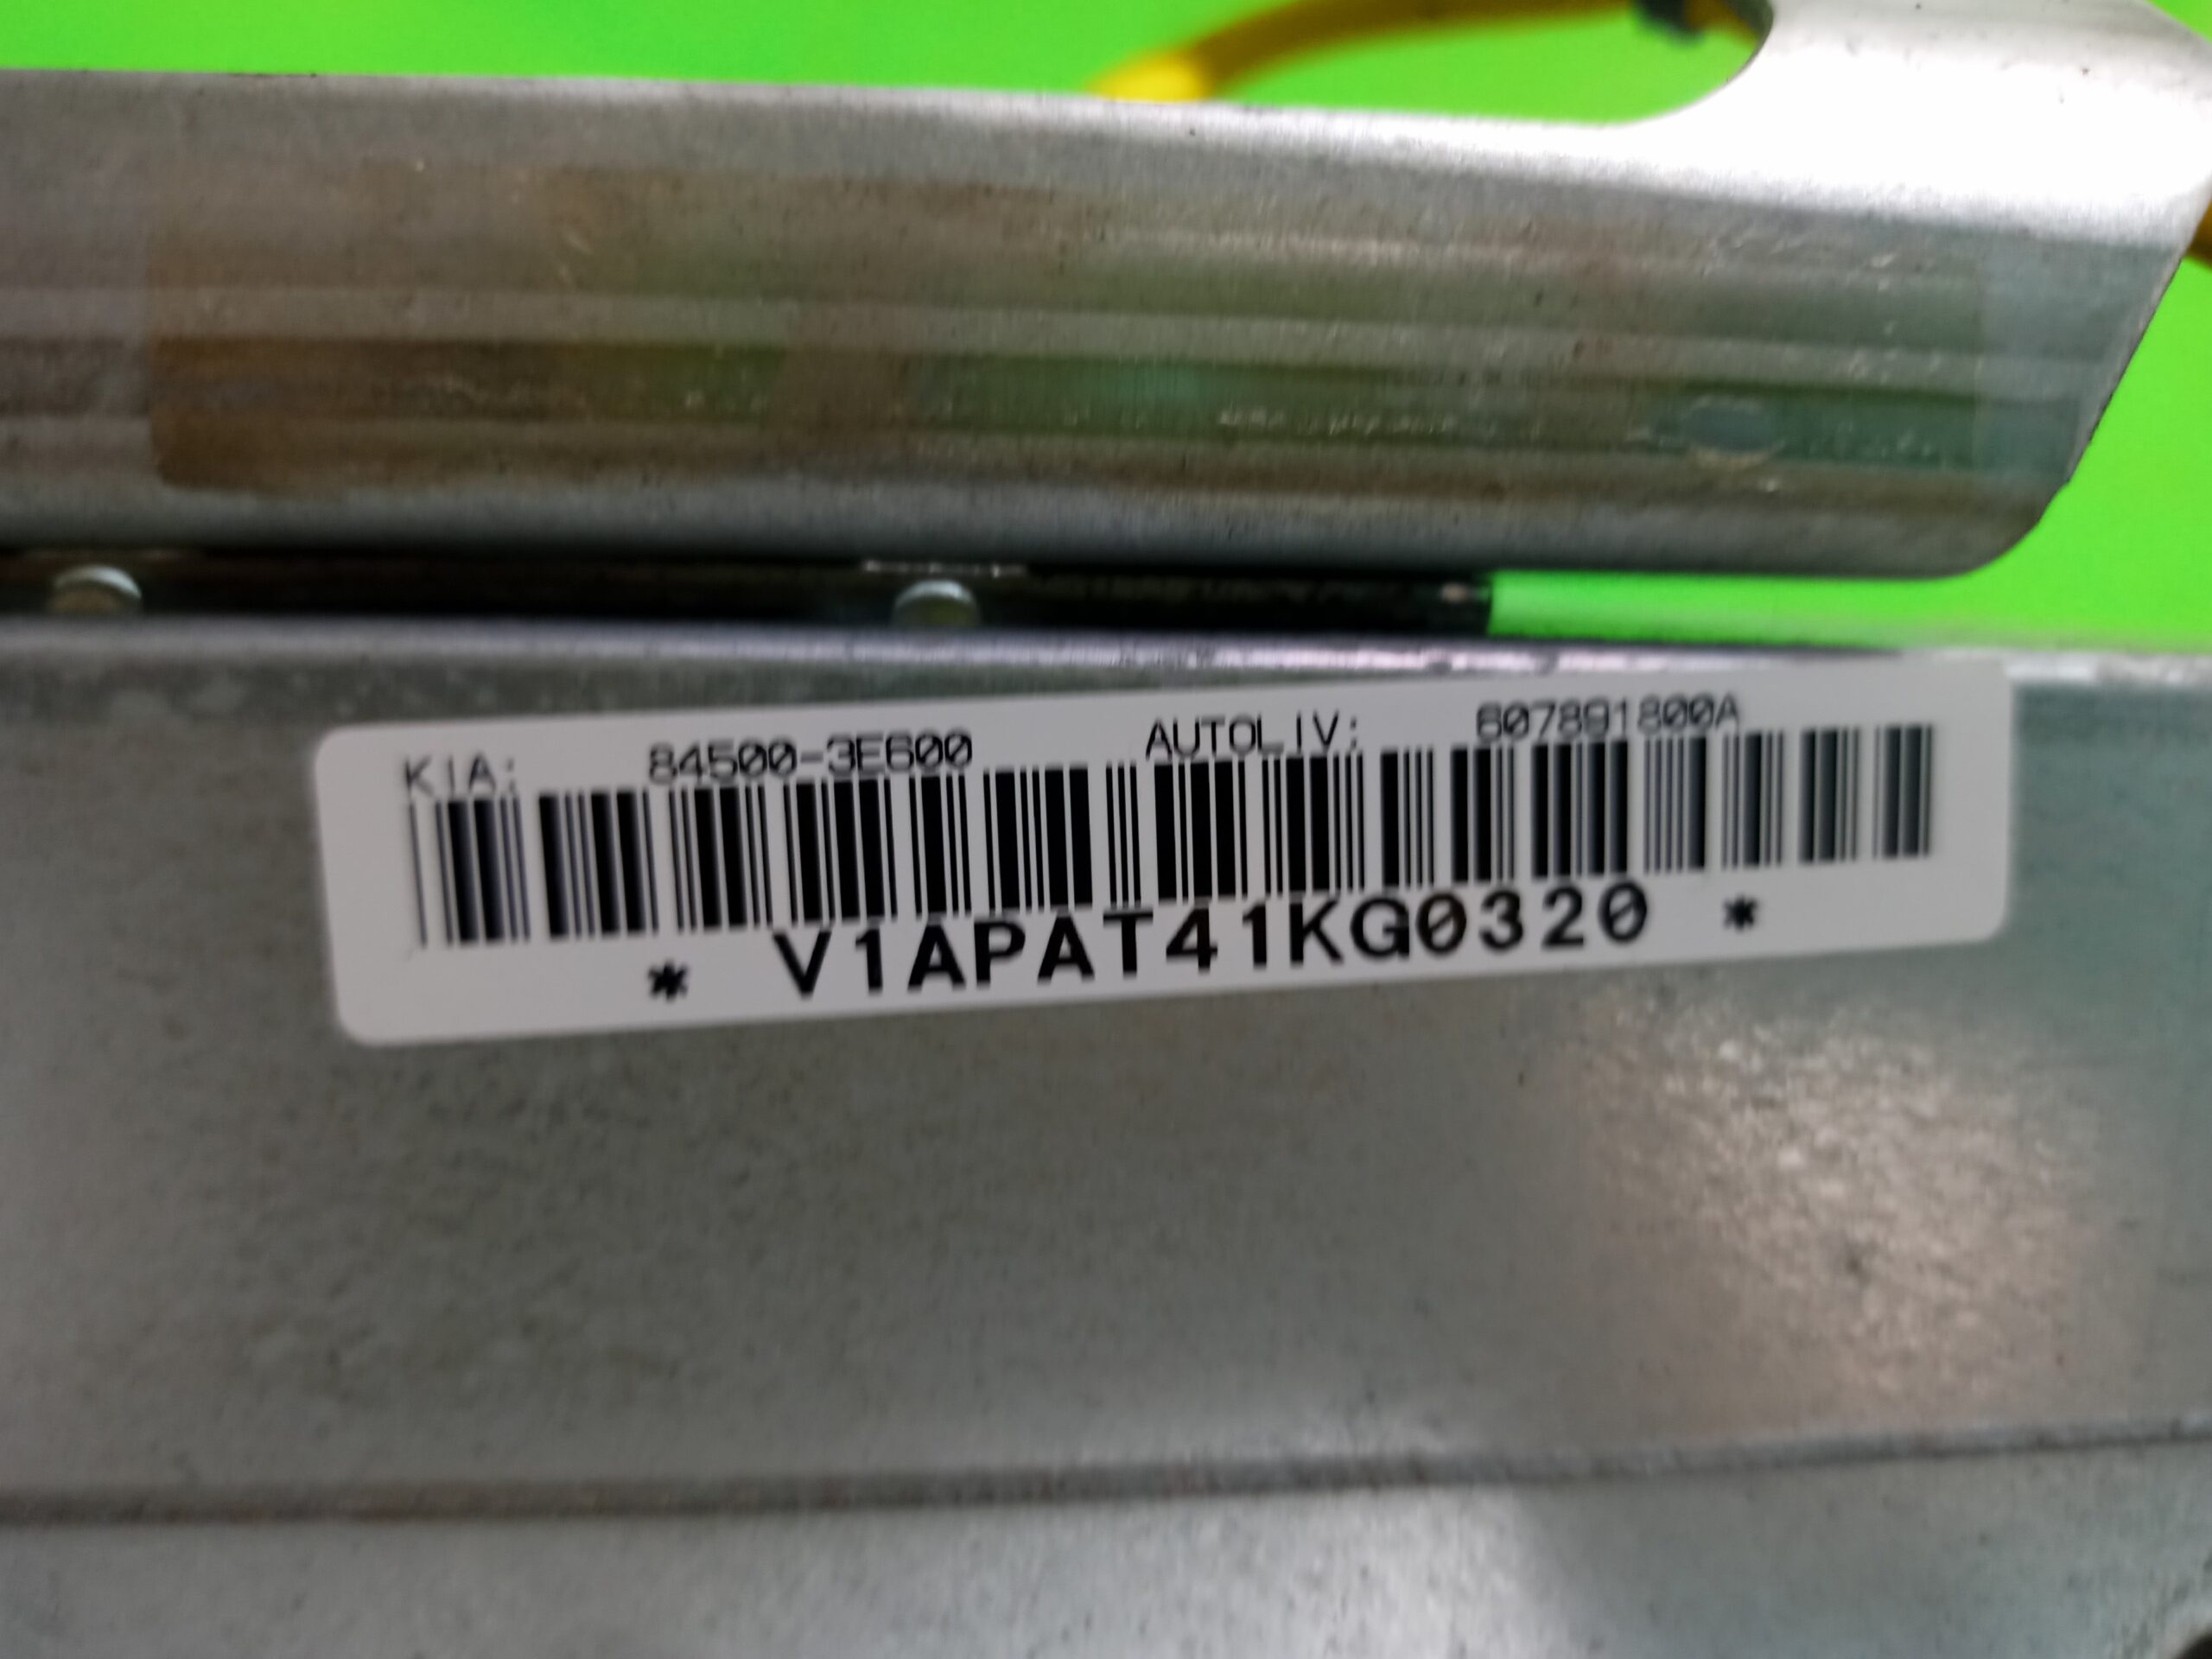 KIA: 84500-3E600 AUTOLIV: 607891800A
* V1APAT41KG0320 *